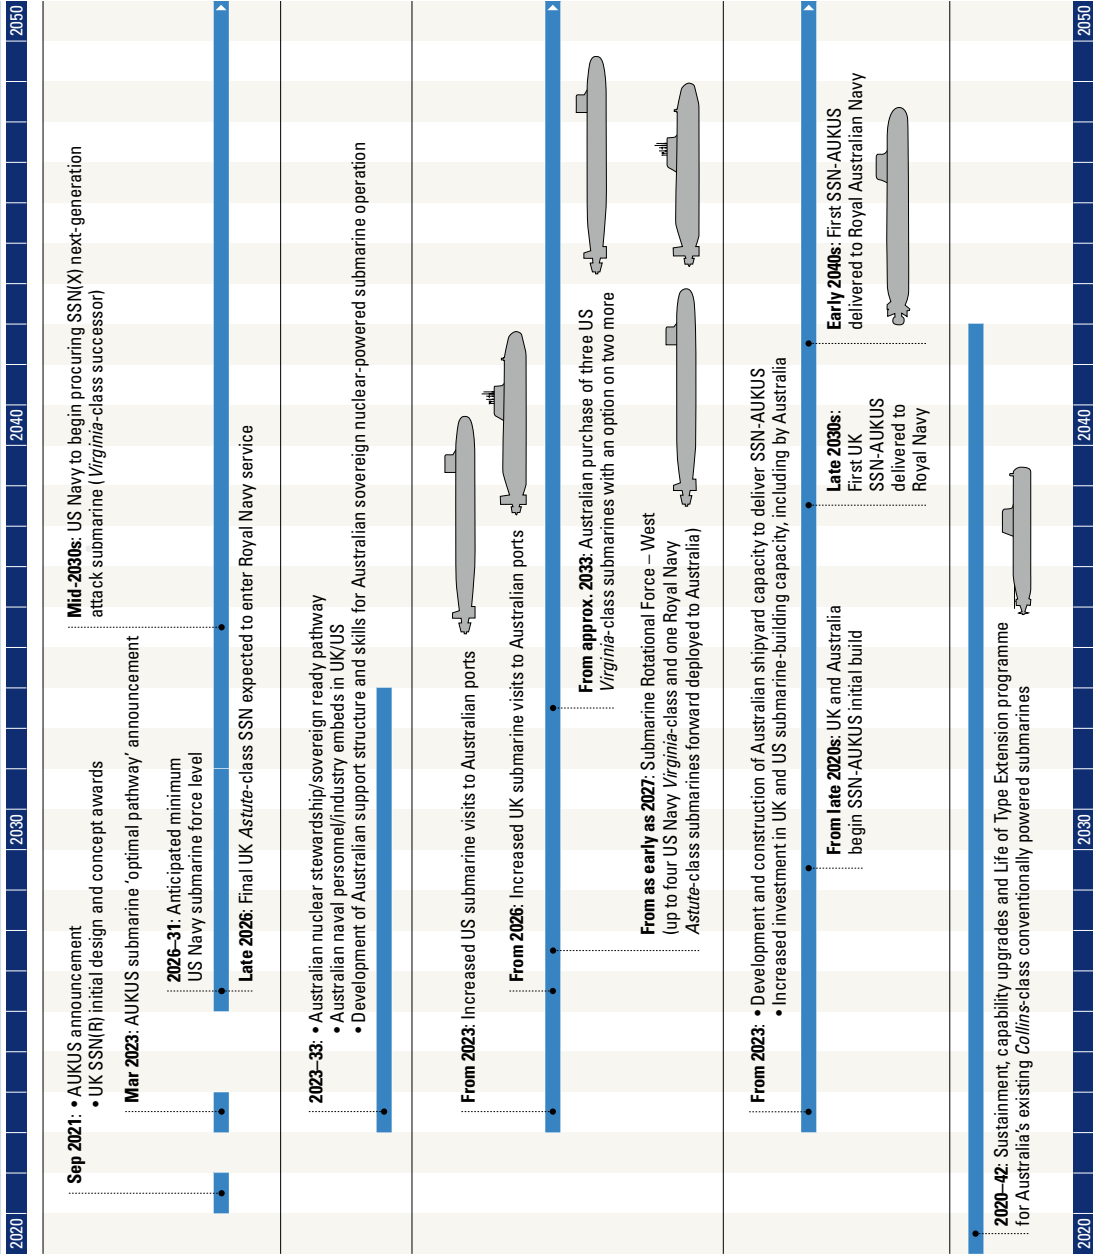 2020
2030
2040
2050
Sep 2021: • AUKUS announcement
• UK SSN(R) initial design and concept awards
Mar 2023: AUKUS submarine ‘optimal pathway’ announcement
Mid-2030s: US Navy to begin procuring SSN(X) next-generation
attack submarine (Virginia-class successor)
2026–31: Anticipated minimum
US Navy submarine force level
Late 2026: Final UK Astute-class SSN expected to enter Royal Navy service
2023–33: • Australian nuclear stewardship/sovereign ready pathway
• Australian naval personnel/industry embeds in UK/US
• Development of Australian support structure and skills for Australian sovereign nuclear-powered submarine operation
From 2023: Increased US submarine visits to Australian ports
From 2026: Increased UK submarine visits to Australian ports
From approx. 2033: Australian purchase of three US
Virginia-class submarines with an option on two more
From as early as 2027: Submarine Rotational Force – West
(up to four US Navy Virginia-class and one Royal Navy
Astute-class submarines forward deployed to Australia)
From 2023: • Development and construction of Australian shipyard capacity to deliver SSN-AUKUS
• Increased investment in UK and US submarine-building capacity, including by Australia
From late 2020s: UK and Australia
begin SSN-AUKUS initial build
Late 2030s:
First UK
SSN-AUKUS
delivered to
Royal Navy
Early 2040s: First SSN-AUKUS
delivered to Royal Australian Navy
2020–42: Sustainment, capability upgrades and Life of Type Extension programme
for Australia’s existing Collins-class conventionally powered submarines
2020
2030
2040
2050